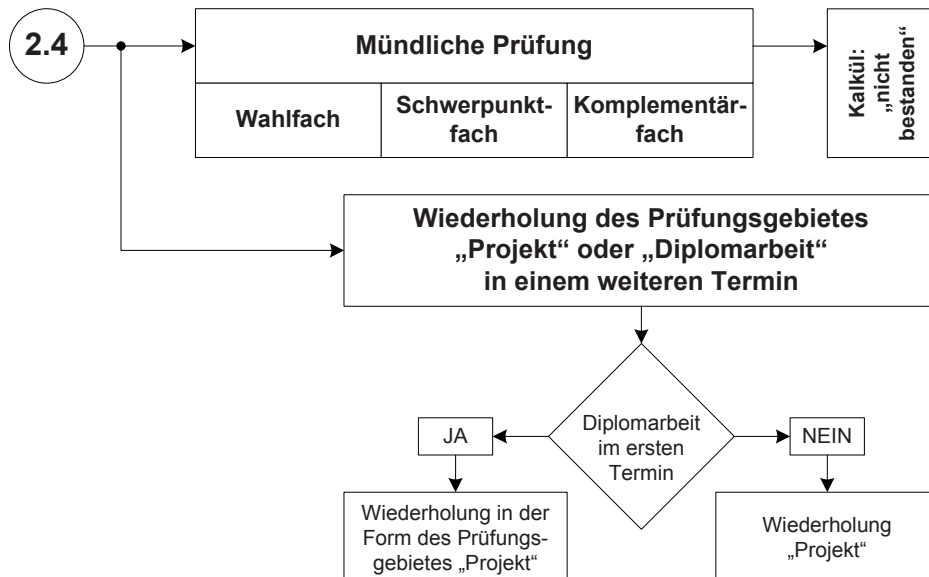 2.4
Mündliche Prüfung
Wahlfach
Schwerpunkt-
fach
Komplementär-
fach
Kalkül:
„nicht
bestanden“
Wiederholung des Prüfungsgebietes
„Projekt“ oder „Diplomarbeit“
in einem weiteren Termin
Diplomarbeit
im ersten
Termin
JA
NEIN
Wiederholung in der
Form des Prüfungs-
gebietes „Projekt“
Wiederholung
„Projekt“